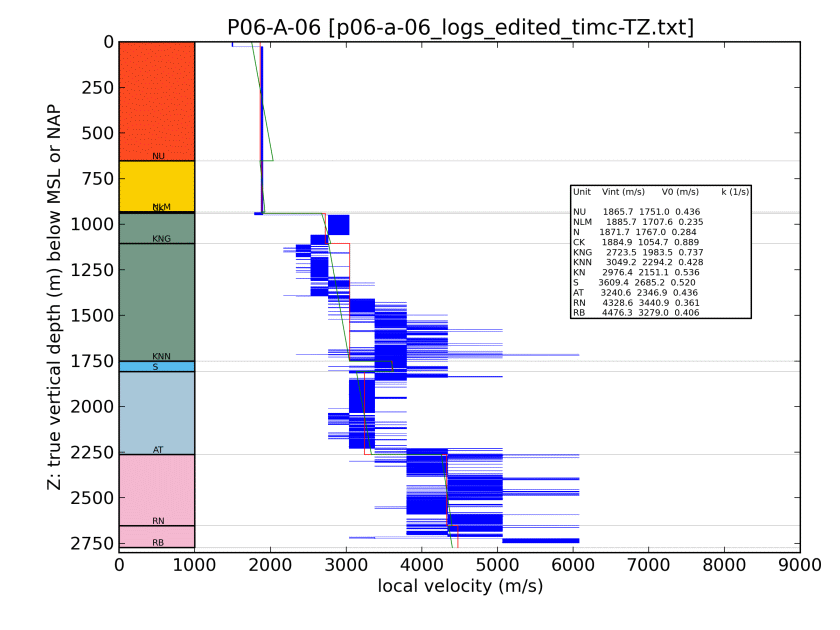 P06-A-06 [p06-a-06_logs_edited_timc-TZ.txt]
Z: true vertical depth (m) below MSL or NAP
0
250
500
750
1000
1250
1500
1750
2000
2250
2500
2750
NU
NLM
CK
KNG
KNN
S
AT
RN
RB
Unit Vint (m/s) V0 (m/s) k (1/s)
NU 1865.7 1751.0 0.436
NLM 1885.7 1707.6 0.235
N 1871.7 1767.0 0.284
CK 1884.9 1054.7 0.889
KNG 2723.5 1983.5 0.737
KNN 3049.2 2294.2 0.428
KN 2976.4 2151.1 0.536
S 3609.4 2685.2 0.520
AT 3240.6 2346.9 0.436
RN 4328.6 3440.9 0.361
RB 4476.3 3279.0 0.406
0 1000 2000 3000 4000 5000 6000 7000 8000 9000
local velocity (m/s)